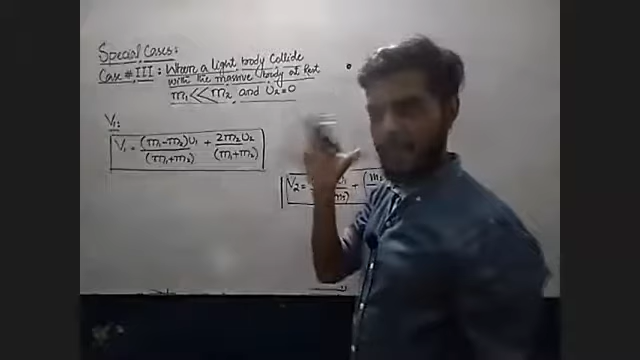 Special Cases:
Case # III : When a light body Collide
with the massive body at Rest
m1 << m2 and U2=0
V1:
V1 = (m1-m2)U1/(m1+m2) + 2m2U2/(m1+m2)
V2 =